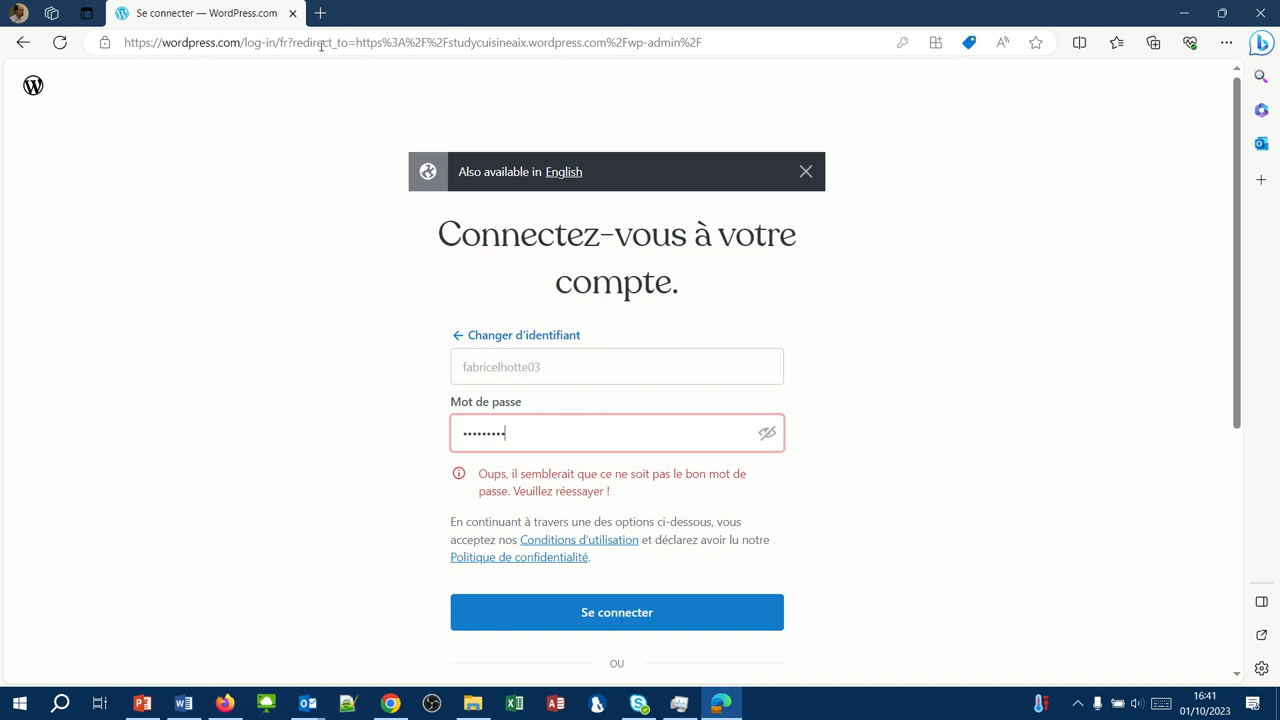 Se connecter — WordPress.com
https://wordpress.com/log-in/fr?redirect_to=https%3A%2F%2Fstudycuisineaix.wordpress.com%2Fwp-admin%2F
Also available in English
Connectez-vous à votre
compte.
Changer d'identifiant
fabricelhotte03
Mot de passe
Oups, il semblerait que ce ne soit pas le bon mot de
passe. Veuillez réessayer !
En continuant à travers une des options ci-dessous, vous
acceptez nos Conditions d'utilisation et déclarez avoir lu notre
Politique de confidentialité.
Se connecter
OU
16:41
01/10/2023